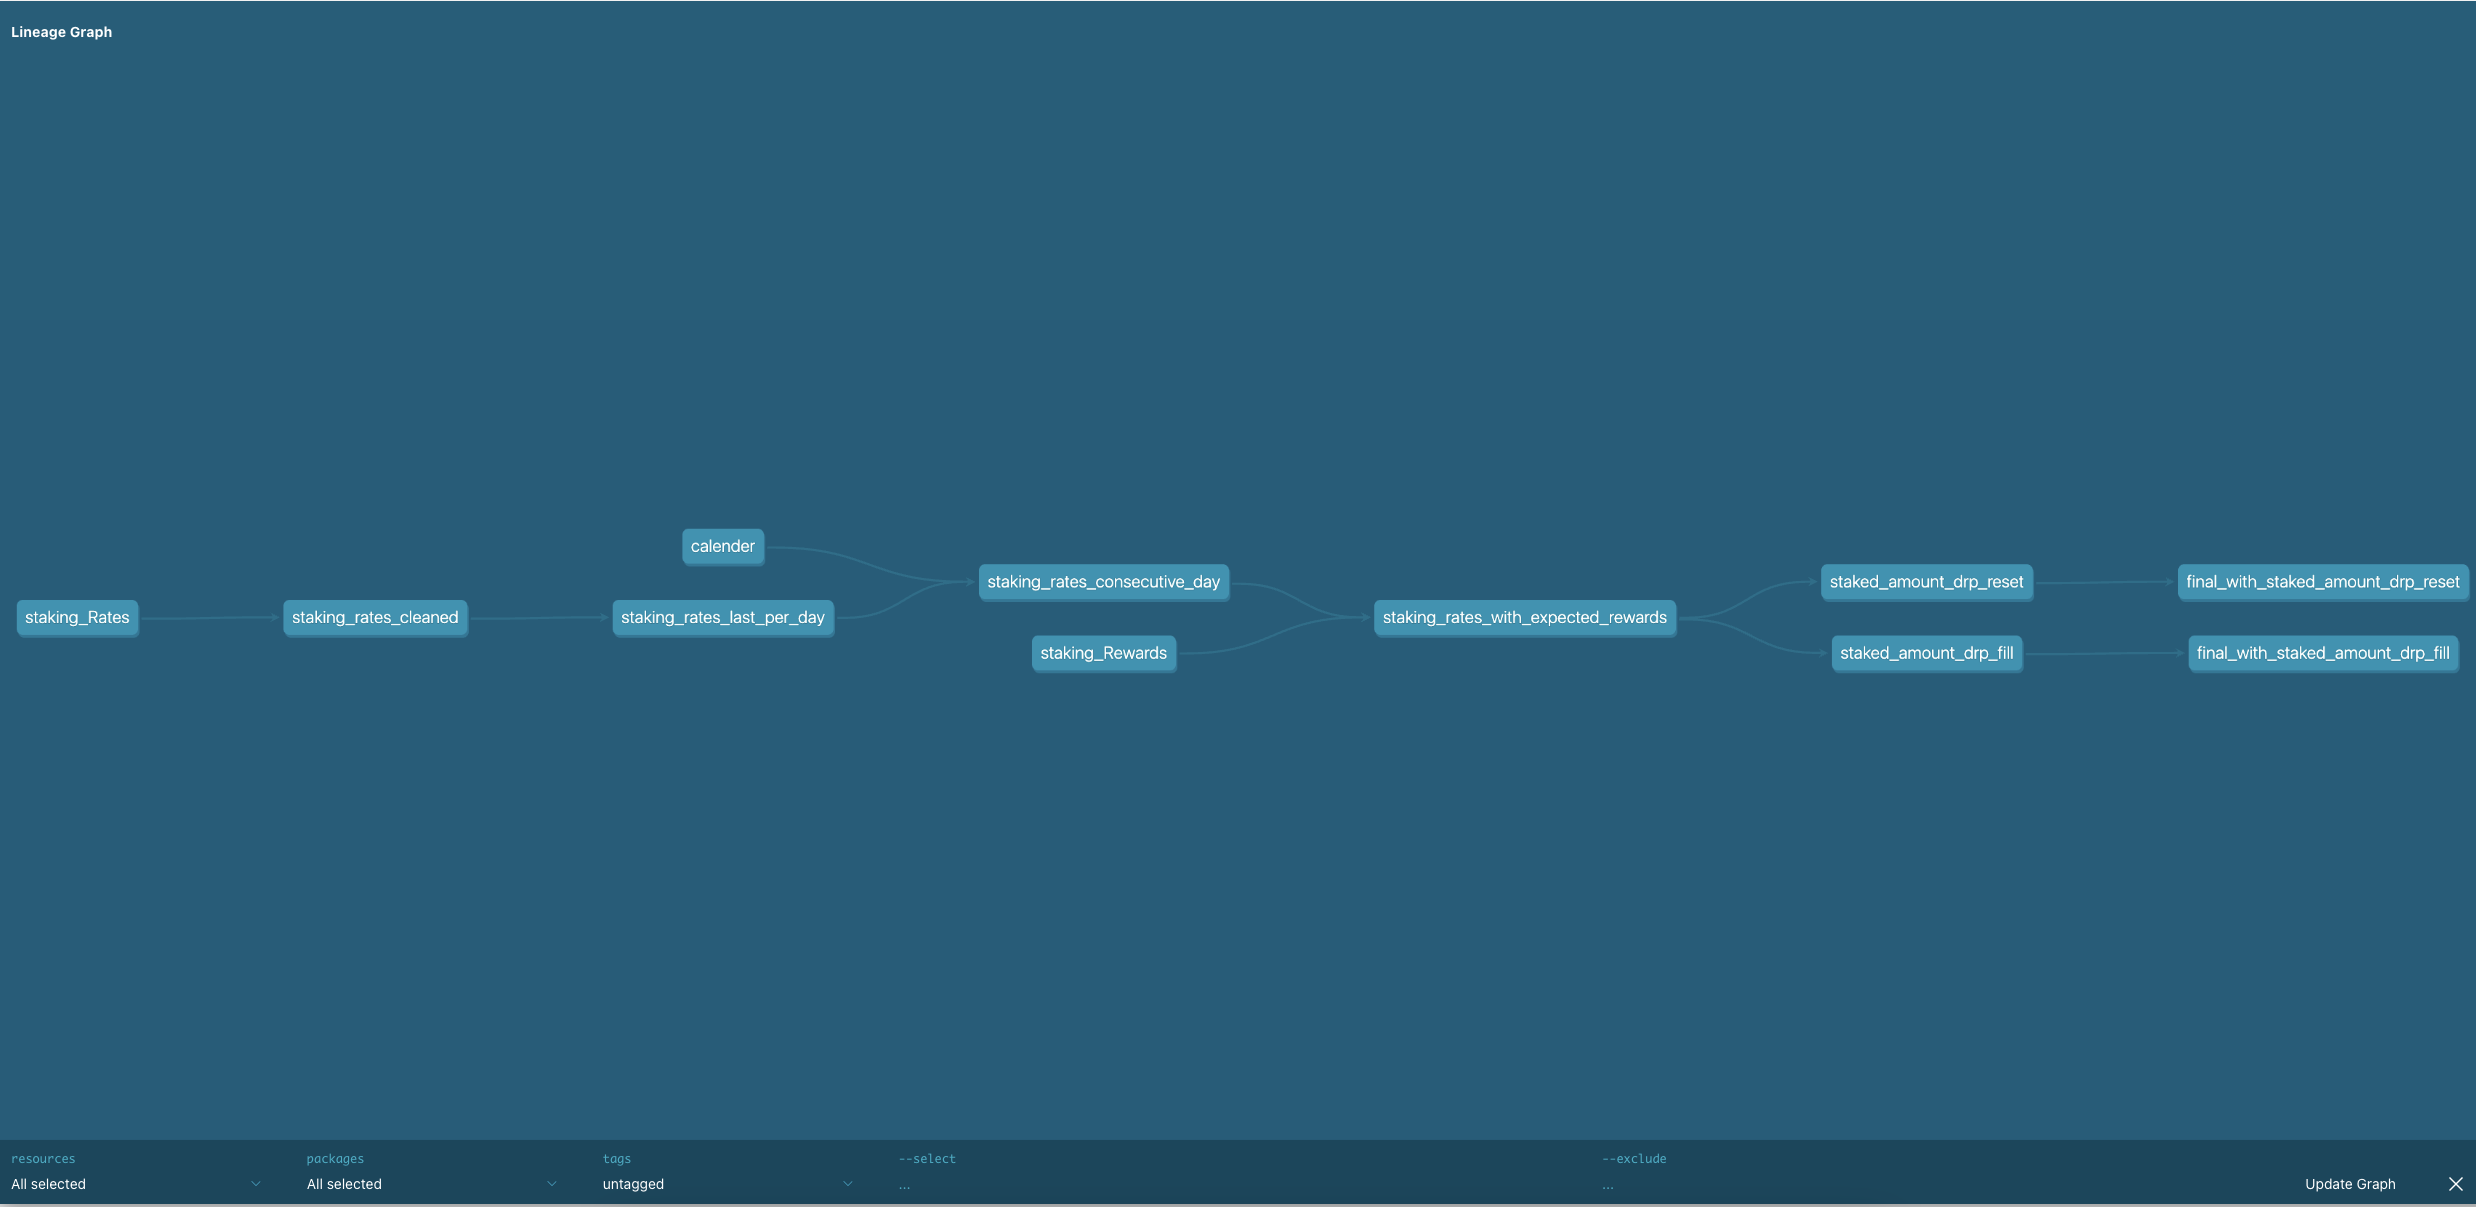 Lineage Graph
calender
staking_rates_consecutive_day
staked_amount_drp_reset
final_with_staked_amount_drp_reset
staking_Rates
staking_rates_cleaned
staking_rates_last_per_day
staking_rates_with_expected_rewards
staking_Rewards
staked_amount_drp_fill
final_with_staked_amount_drp_fill
resources
packages
tags
--select
--exclude
All selected
All selected
untagged
...
...
Update Graph